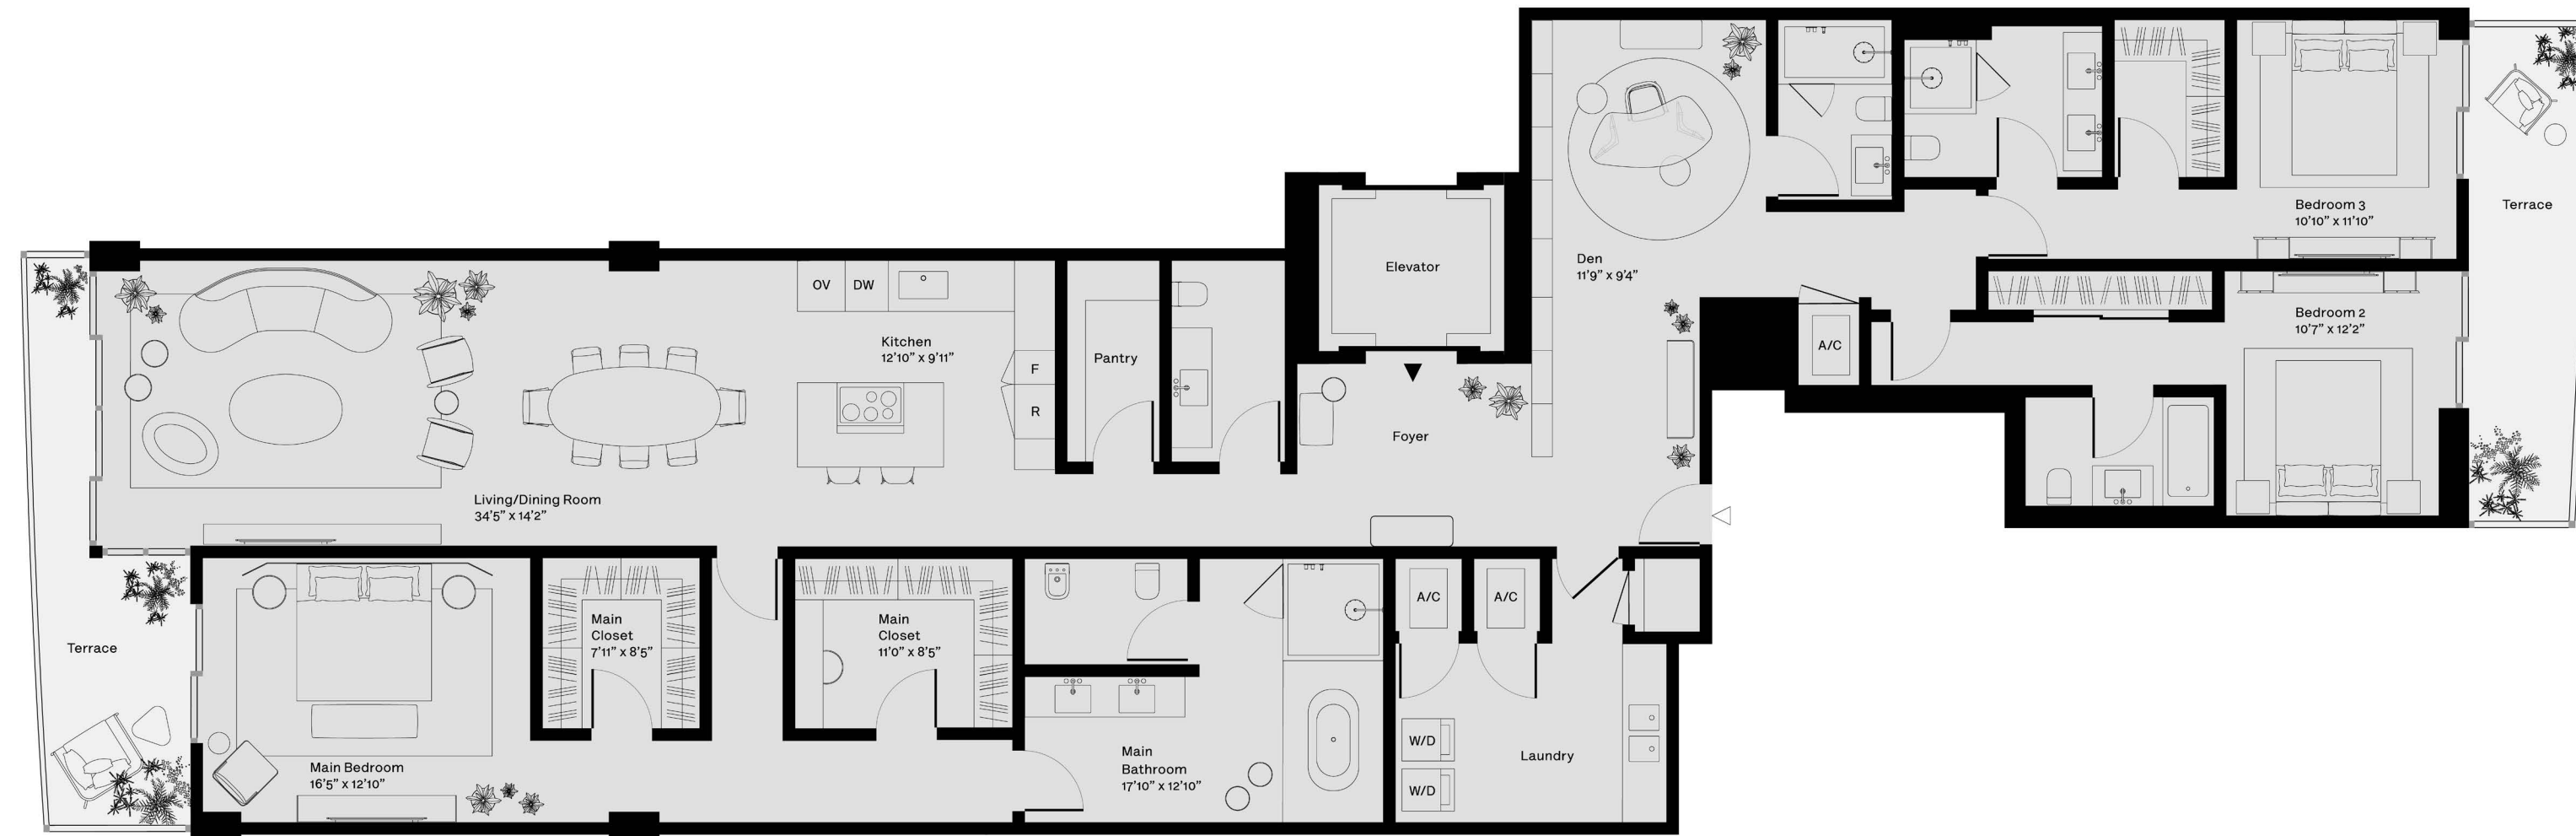 Bedroom 3
10'10” x 11'10”
Terrace
Den
11'9” x 9'4”
Elevator
OV
DW
Bedroom 2
10'7” x 12'2”
Kitchen
12'10” x 9'11”
A/C
Pantry
F
R
Foyer
Living/Dining Room
34'5” x 14'2”
A/C
A/C
Main
Closet
7'11” x 8'5”
Main
Closet
11'0” x 8'5”
Terrace
W/D
Main
Bathroom
17'10” x 12'10”
Laundry
Main Bedroom
16'5” x 12'10”
W/D